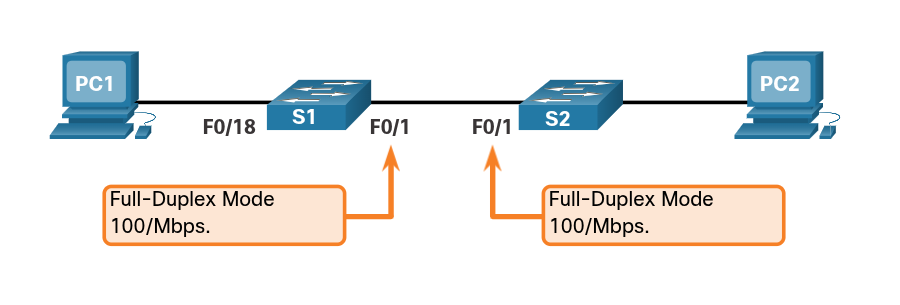 PC1
PC2
S1
S2
F0/18
F0/1
F0/1
Full-Duplex Mode
100/Mbps.
Full-Duplex Mode
100/Mbps.